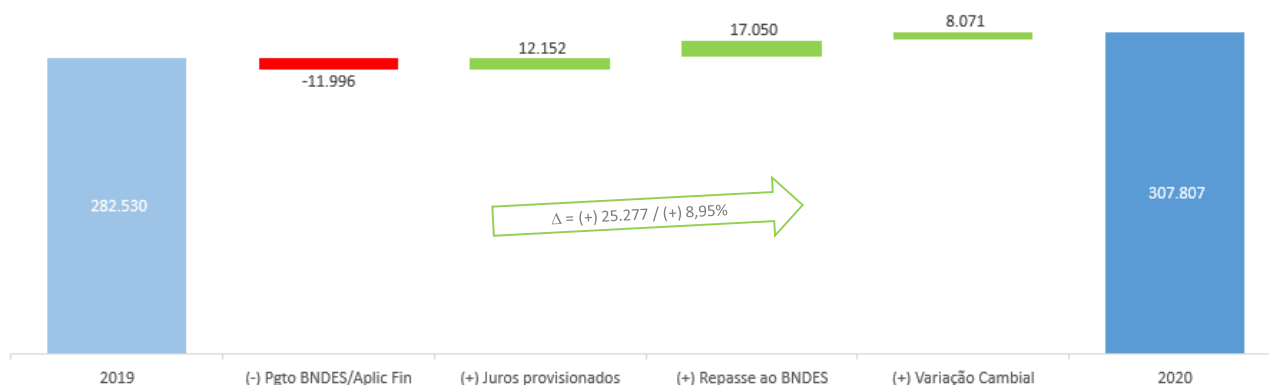 17.050
8.071
12.152
-11.996
282.530
307.807
Δ = (+) 25.277 / (+) 8,95%
2019
(-) Pgto BNDES/Aplic Fin
(+) Juros provisionados
(+) Repasse ao BNDES
(+) Variação Cambial
2020